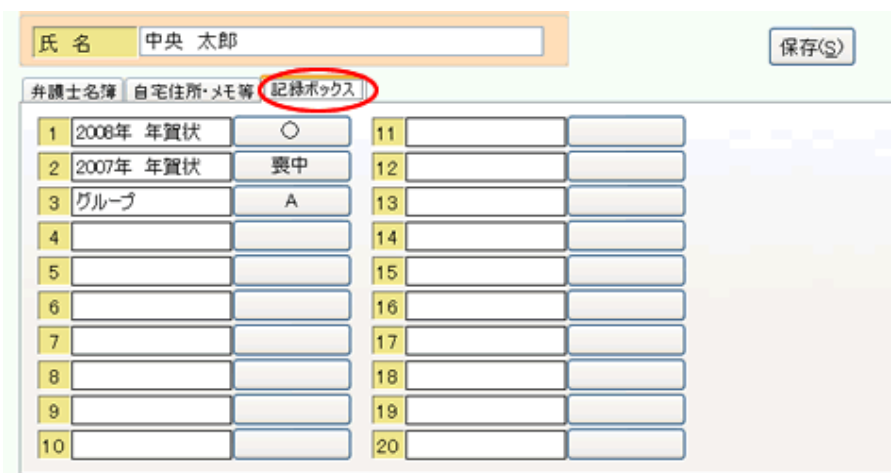 氏 名 中央 太郎 保存(S)
弁護士名簿 自宅住所・メモ等 記録ボックス
1 2008年 年賀状 ○ 11
2 2007年 年賀状 喪中 12
3 グループ A 13
4 14
5 15
6 16
7 17
8 18
9 19
10 20